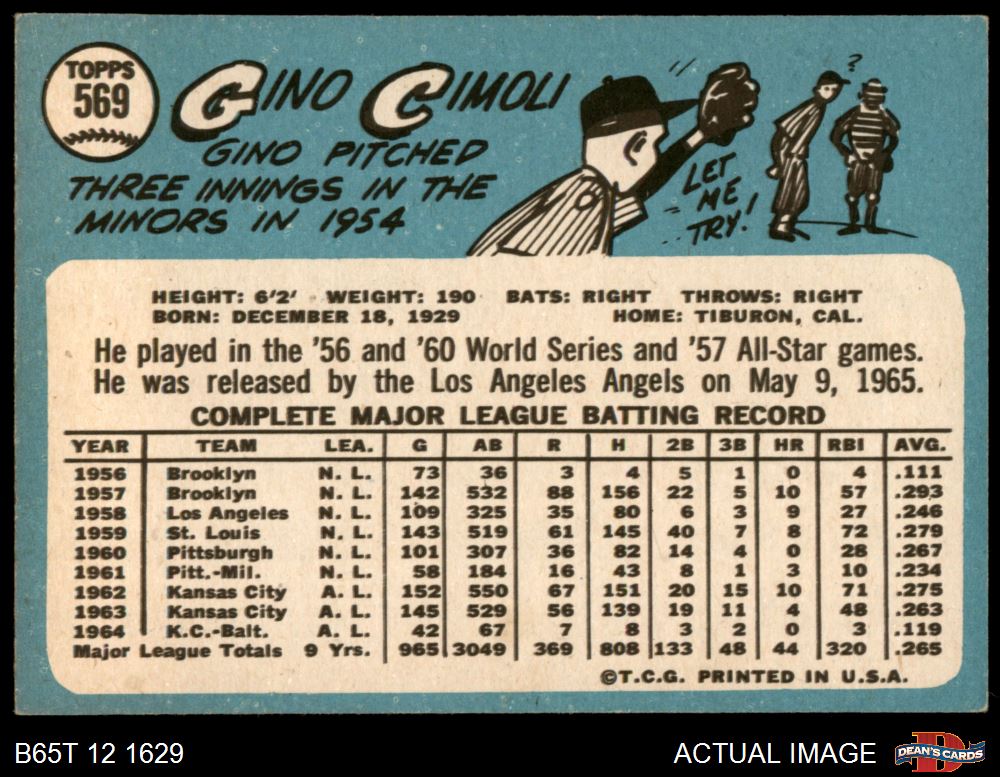 TOPPS
569
GINO CIMOLI
GINO PITCHED
THREE INNINGS IN THE
MINORS IN 1954
?
LET
ME
TRY!
HEIGHT: 6'2' WEIGHT: 190 BATS: RIGHT THROWS: RIGHT
BORN: DECEMBER 18, 1929 HOME: TIBURON, CAL.
He played in the '56 and '60 World Series and '57 All-Star games.
He was released by the Los Angeles Angels on May 9, 1965.
COMPLETE MAJOR LEAGUE BATTING RECORD
YEAR TEAM LEA. G AB R H 2B 3B HR RBI AVG.
1956 Brooklyn N. L. 73 36 3 4 5 1 0 4 .111
1957 Brooklyn N. L. 142 532 88 156 22 5 10 57 .293
1958 Los Angeles N. L. 109 325 35 80 6 3 9 27 .246
1959 St. Louis N. L. 143 519 61 145 40 7 8 72 .279
1960 Pittsburgh N. L. 101 307 36 82 14 4 0 28 .267
1961 Pitt.-Mil. N. L. 58 184 16 43 8 1 3 10 .234
1962 Kansas City A. L. 152 550 67 151 20 15 10 71 .275
1963 Kansas City A. L. 145 529 56 139 19 11 4 48 .263
1964 K.C.-Balt. A. L. 42 67 7 8 3 2 0 3 .119
Major League Totals 9 Yrs. 965 3049 369 808 133 48 44 320 .265
©T.C.G. PRINTED IN U.S.A.
B65T 12 1629 ACTUAL IMAGE DEAN'S CARDS